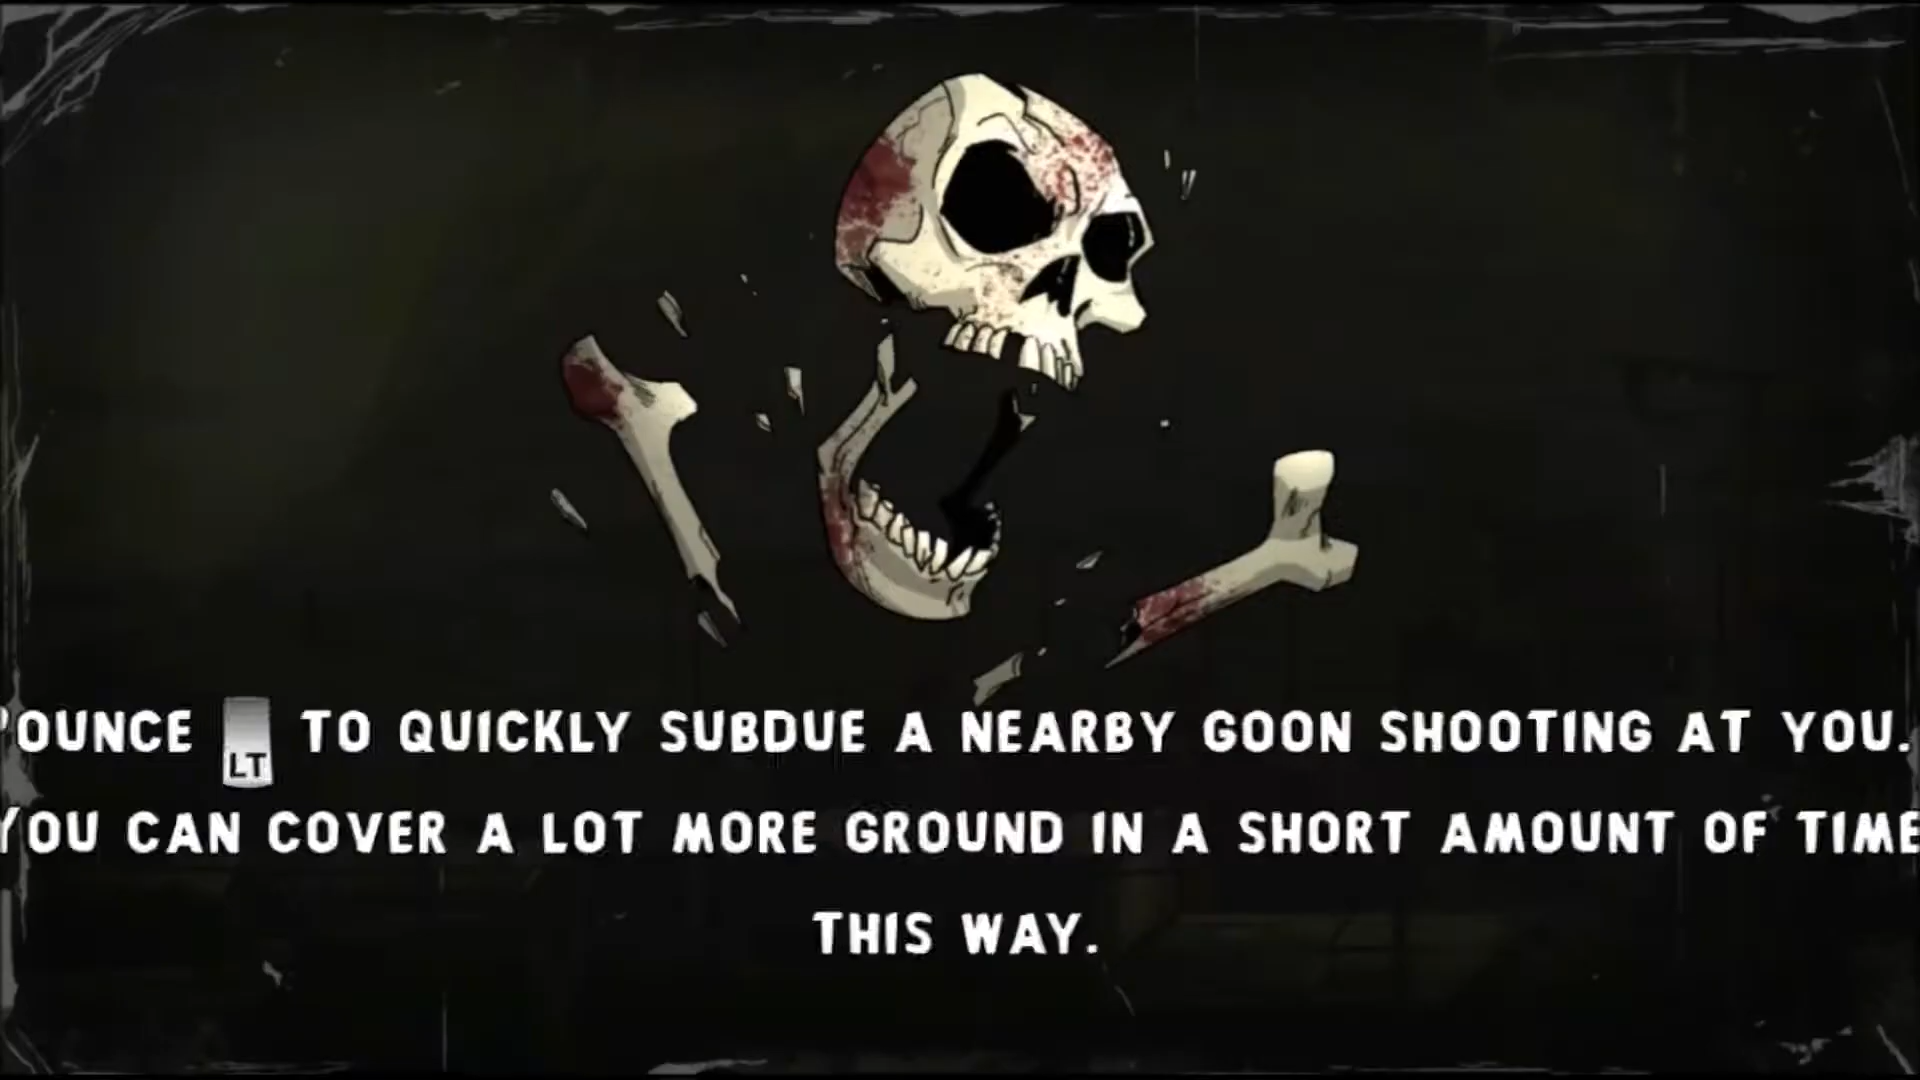 POUNCE LT TO QUICKLY SUBDUE A NEARBY GOON SHOOTING AT YOU.
YOU CAN COVER A LOT MORE GROUND IN A SHORT AMOUNT OF TIME
THIS WAY.